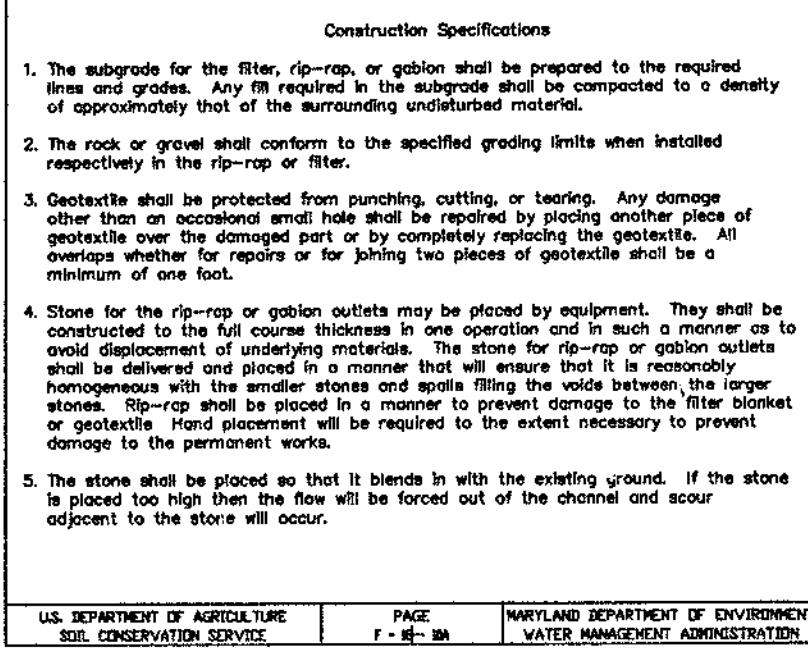 Construction Specifications
1. The subgrade for the filter, rip-rap, or gabion shall be prepared to the required
lines and grades. Any fill required in the subgrade shall be compacted to a density
of approximately that of the surrounding undisturbed material.
2. The rock or gravel shall conform to the specified grading limits when installed
respectively in the rip-rap or filter.
3. Geotextile shall be protected from punching, cutting, or tearing. Any damage
other than an occasional small hole shall be repaired by placing another piece of
geotextile over the damaged part or by completely replacing the geotextile. All
overlaps whether for repairs or for joining two pieces of geotextile shall be a
minimum of one foot.
4. Stone for the rip-rap or gabion outlets may be placed by equipment. They shall be
constructed to the full course thickness in one operation and in such a manner as to
avoid displacement of underlying materials. The stone for rip-rap or gabion outlets
shall be delivered and placed in a manner that will ensure that it is reasonably
homogeneous with the smaller stones and spalls filling the voids between the larger
stones. Rip-rap shall be placed in a manner to prevent damage to the filter blanket
or geotextile Hand placement will be required to the extent necessary to prevent
damage to the permanent works.
5. The stone shall be placed so that it blends in with the existing ground. If the stone
is placed too high then the flow will be forced out of the channel and scour
adjacent to the stone will occur.
U.S. DEPARTMENT OF AGRICULTURE
SOIL CONSERVATION SERVICE
PAGE
F -
MARYLAND DEPARTMENT OF ENVIRONMENT
WATER MANAGEMENT ADMINISTRATION